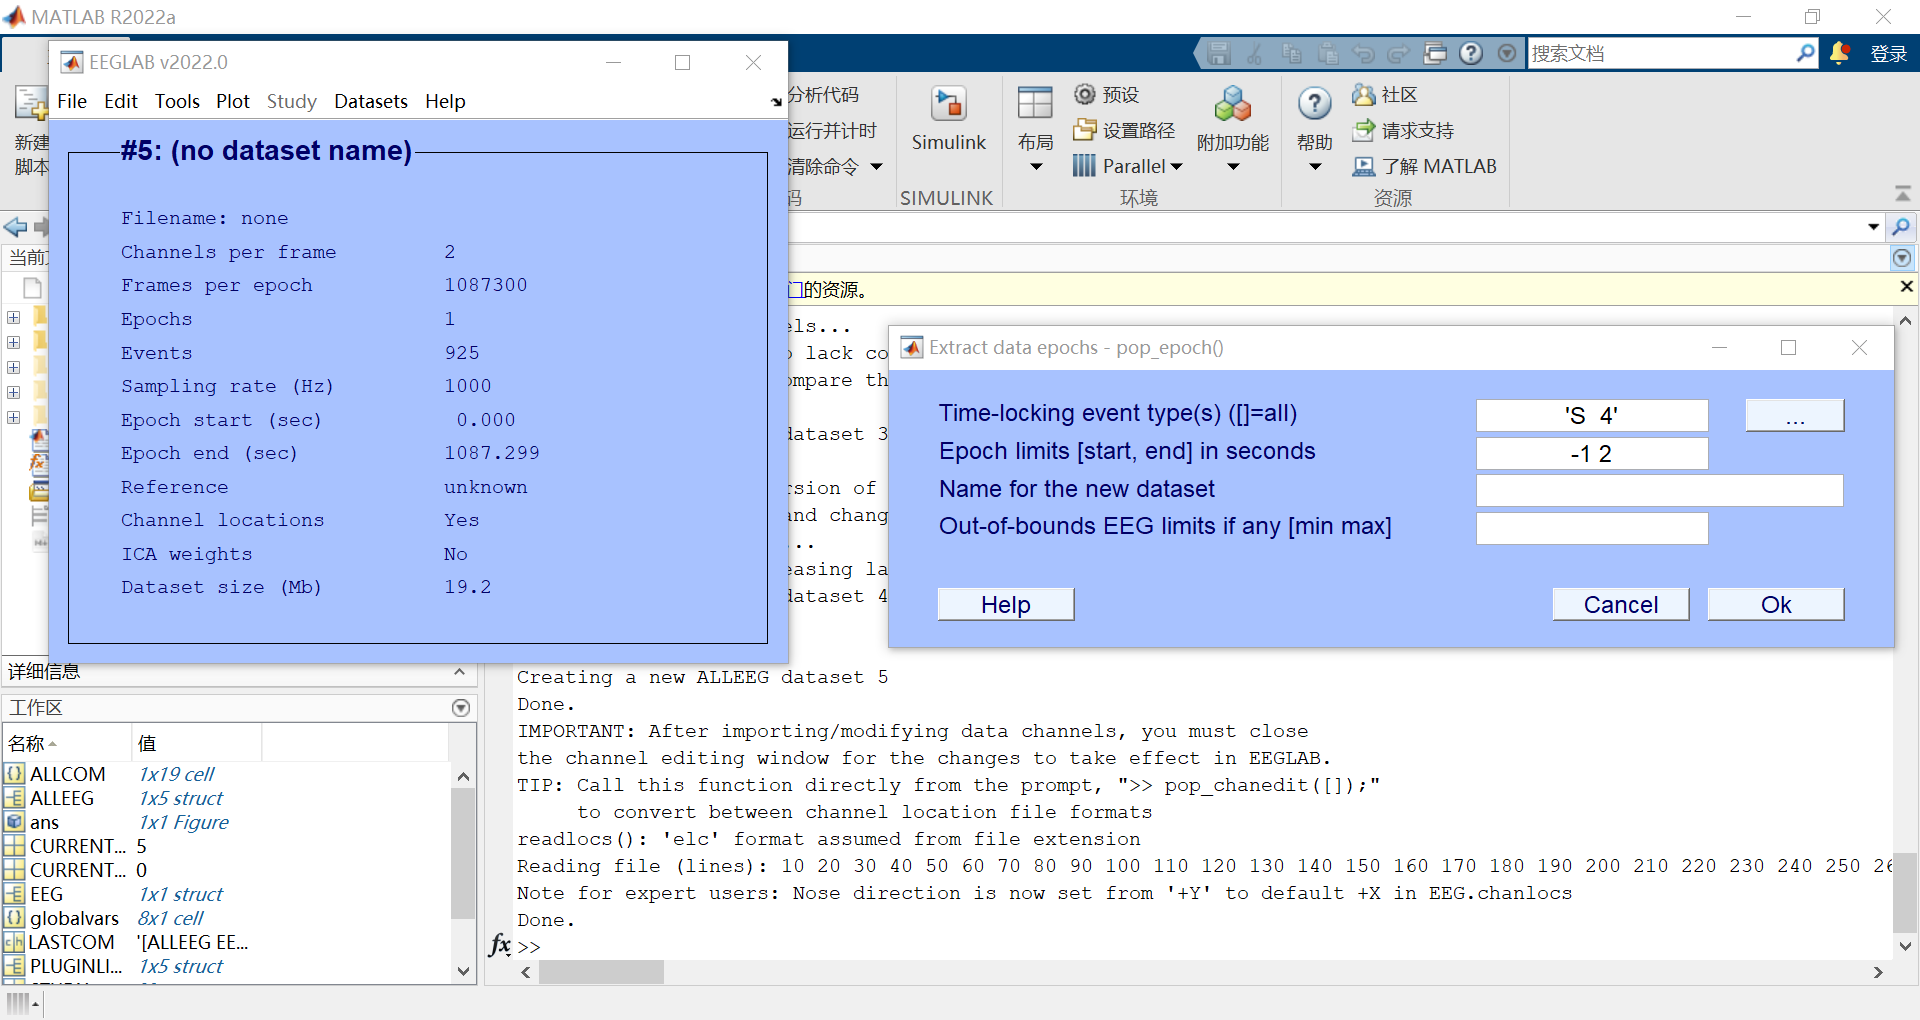 MATLAB R2022a
搜索文档
登录
EEGLAB v2022.0
File Edit Tools Plot Study Datasets Help
#5: (no dataset name)
Filename: none
Channels per frame 2
Frames per epoch 1087300
Epochs 1
Events 925
Sampling rate (Hz) 1000
Epoch start (sec) 0.000
Epoch end (sec) 1087.299
Reference unknown
Channel locations Yes
ICA weights No
Dataset size (Mb) 19.2
新建
脚本
分析代码
运行并计时
清除命令
码
Simulink
SIMULINK
布局
预设
设置路径
Parallel
附加功能
环境
帮助
社区
请求支持
了解 MATLAB
资源
当前
门的资源。
els...
lack co
ompare th
dataset 3
rsion of
and chang
...
easing la
dataset 4
Extract data epochs - pop_epoch()
Time-locking event type(s) ([]=all) 'S  4' ...
Epoch limits [start, end] in seconds -1 2
Name for the new dataset
Out-of-bounds EEG limits if any [min max]
Help Cancel Ok
Creating a new ALLEEG dataset 5
Done.
IMPORTANT: After importing/modifying data channels, you must close
the channel editing window for the changes to take effect in EEGLAB.
TIP: Call this function directly from the prompt, ">> pop_chanedit([]);"
to convert between channel location file formats
readlocs(): 'elc' format assumed from file extension
Reading file (lines): 10 20 30 40 50 60 70 80 90 100 110 120 130 140 150 160 170 180 190 200 210 220 230 240 250 26
Note for expert users: Nose direction is now set from '+Y' to default +X in EEG.chanlocs
Done.
fx >>
详细信息
工作区
名称 值
ALLCOM 1x19 cell
ALLEEG 1x5 struct
ans 1x1 Figure
CURRENT... 5
CURRENT... 0
EEG 1x1 struct
globalvars 8x1 cell
LASTCOM '[ALLEEG EE...
PLUGINLI... 1x5 struct